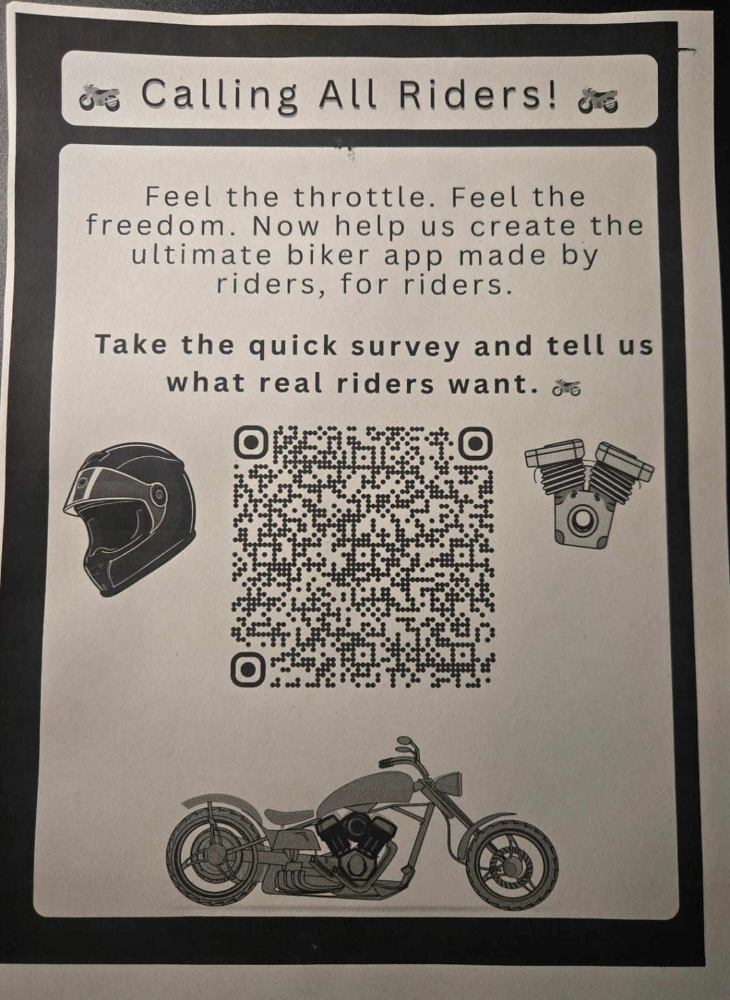 Calling All Riders!
Feel the throttle. Feel the
freedom. Now help us create the
ultimate biker app made by
riders, for riders.
Take the quick survey and tell us
what real riders want.